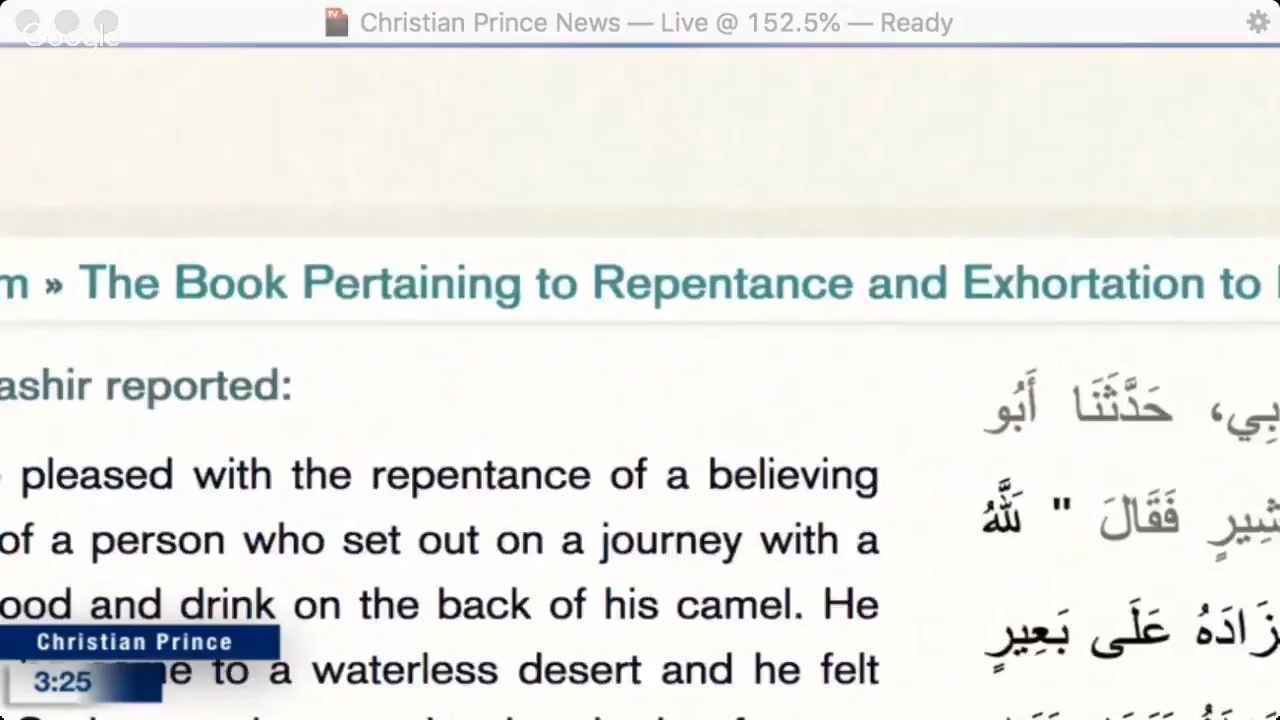 Christian Prince News — Live @ 152.5% — Ready
Google
m » The Book Pertaining to Repentance and Exhortation to
ashir reported:
pleased with the repentance of a believing
of a person who set out on a journey with a
ood and drink on the back of his camel. He
to a waterless desert and he felt
بِي، حَدَّثَنَا أَبُو
شِيرٍ فَقَالَ " لَلَّهُ
زَادَهُ عَلَى بَعِيرٍ
Christian Prince
3:25